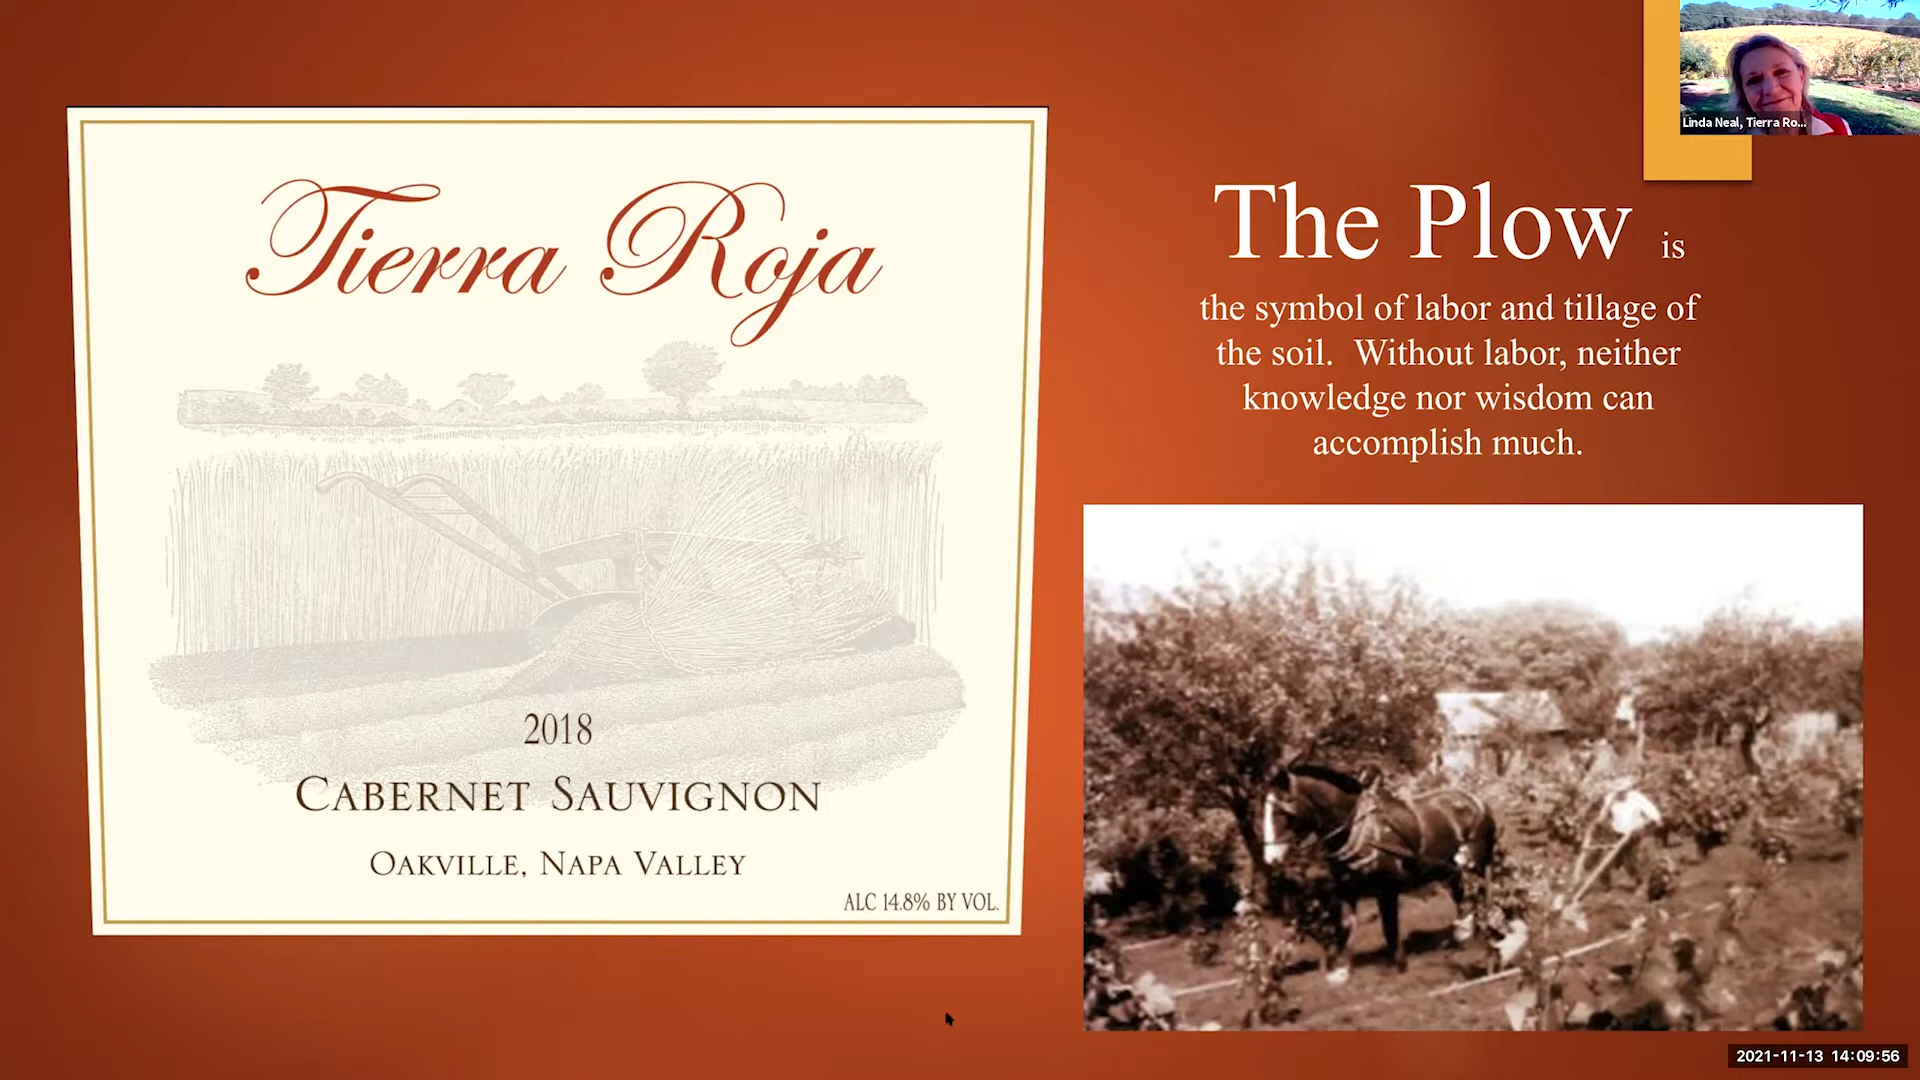 Linda Neal, Tierra Ro...
Tierra Roja
2018
CABERNET SAUVIGNON
OAKVILLE, NAPA VALLEY
ALC 14.8% BY VOL.
The Plow is
the symbol of labor and tillage of
the soil.  Without labor, neither
knowledge nor wisdom can
accomplish much.
2021-11-13 14:09:56